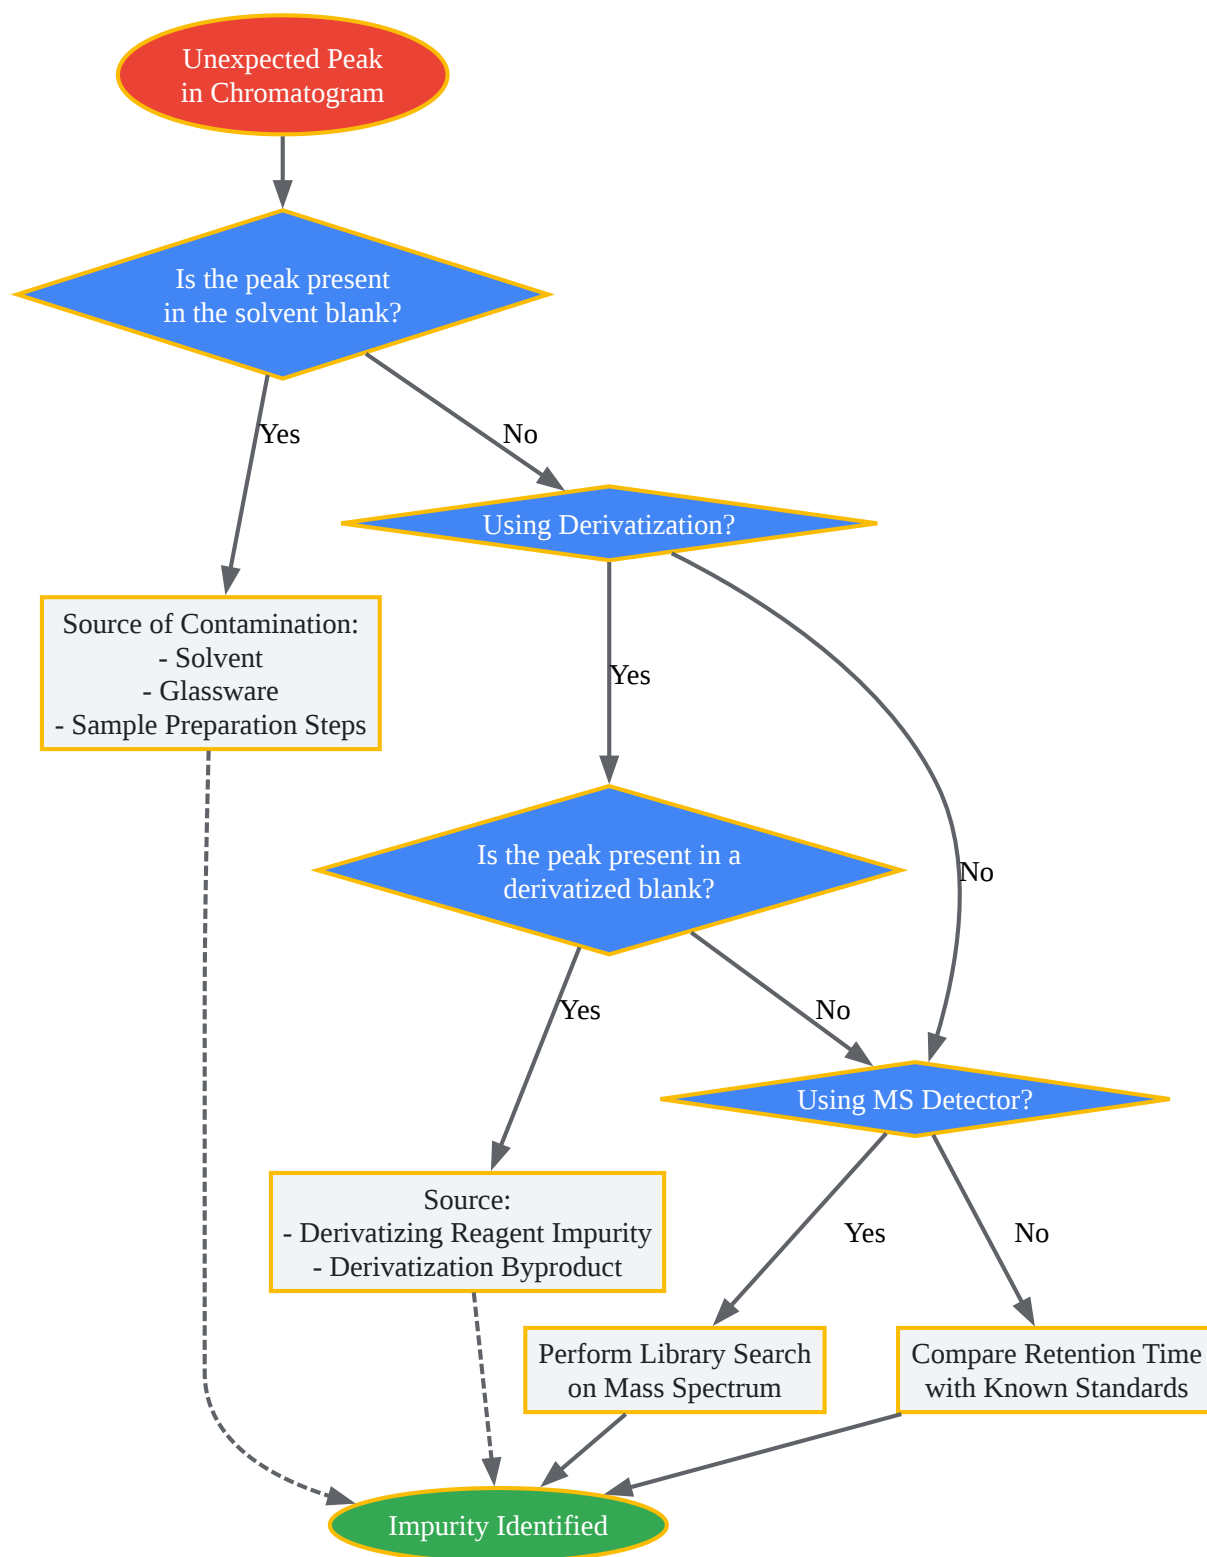 Unexpected Peak
in Chromatogram
Is the peak present
in the solvent blank?
Yes
No
Using Derivatization?
Source of Contamination:
- Solvent
- Glassware
- Sample Preparation Steps
Yes
No
Is the peak present in a
derivatized blank?
Yes
No
Using MS Detector?
Source:
- Derivatizing Reagent Impurity
- Derivatization Byproduct
Yes
No
Perform Library Search
on Mass Spectrum
Compare Retention Time
with Known Standards
Impurity Identified